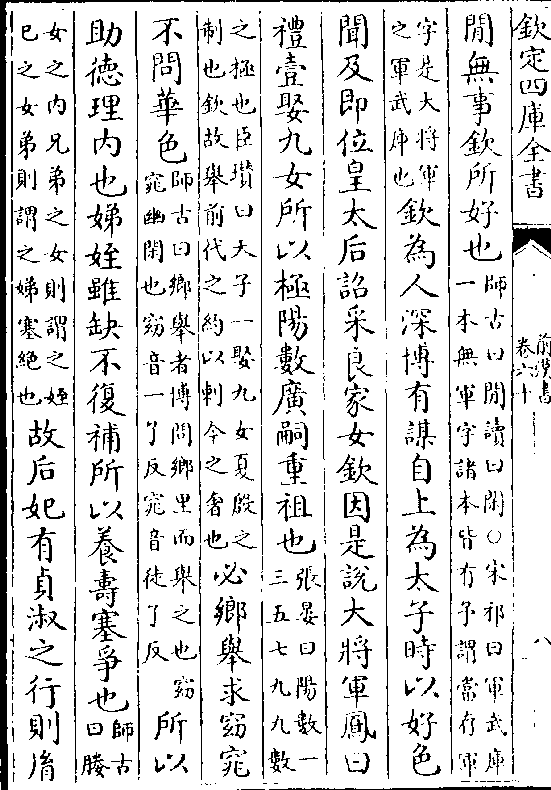 欽定四庫全書
前漢書
卷六十
八
閒無事欽所好也師古曰閒讀曰閑○宋祁曰軍武庫一本無軍字諸本皆有予謂當存軍
字是大將軍之軍武庫也欽為人深博有謀自上為太子時以好色
聞及即位皇太后詔采良家女欽因是說大將軍鳳曰
禮壹娶九女所以極陽數廣嗣重祖也張晏曰陽數一三五七九九數
之極也臣瓚曰天子一娶九女夏殷之制也欽故舉前代之約以刺今之奢也必鄉舉求窈窕
不問華色師古曰鄉舉者博問鄉里而舉之也窈窕幽閑也窈音一了反窕音徒了反所以
助德理内也娣姪雖缺不復補所以養壽塞爭也師古曰媵
女之内兄弟之女則謂之姪已之女弟則謂之娣塞絶也故后妃有貞淑之行則胤